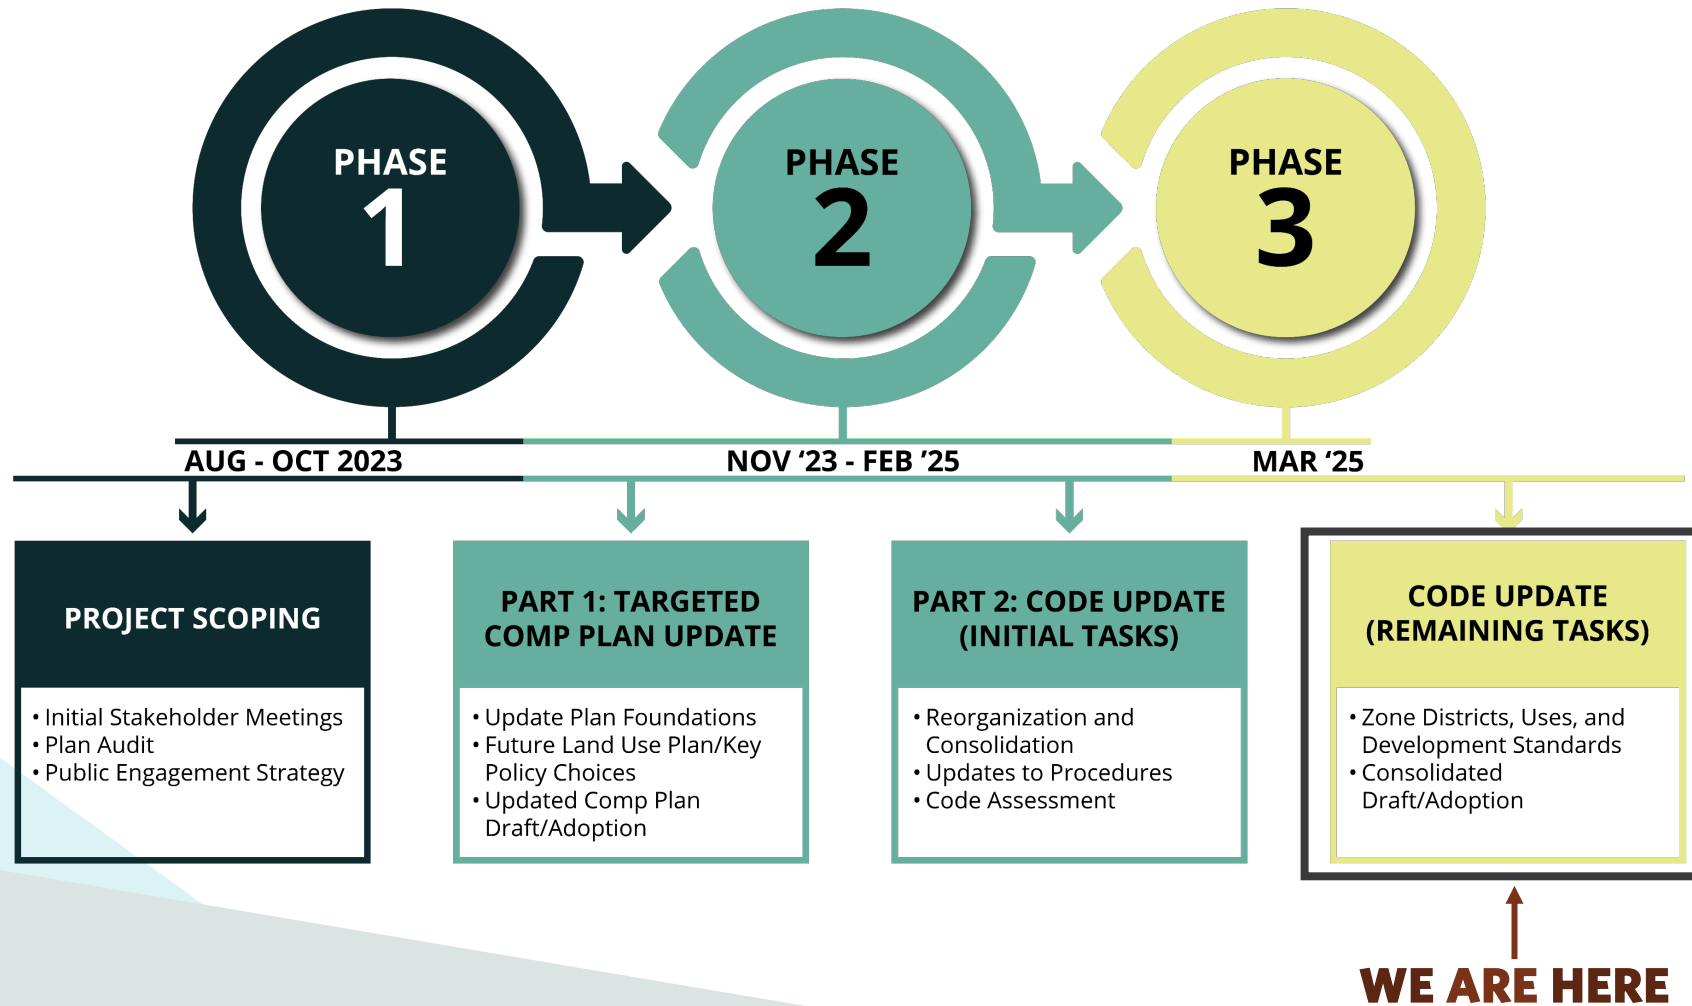 PHASE
1
PHASE
2
PHASE
3
AUG - OCT 2023
NOV ‘23 - FEB ’25
MAR ‘25
PROJECT SCOPING
• Initial Stakeholder Meetings
• Plan Audit
• Public Engagement Strategy
PART 1: TARGETED
COMP PLAN UPDATE
• Update Plan Foundations
• Future Land Use Plan/Key
Policy Choices
• Updated Comp Plan
Draft/Adoption
PART 2: CODE UPDATE
(INITIAL TASKS)
• Reorganization and
Consolidation
• Updates to Procedures
• Code Assessment
CODE UPDATE
(REMAINING TASKS)
• Zone Districts, Uses, and
Development Standards
• Consolidated
Draft/Adoption
WE ARE HERE